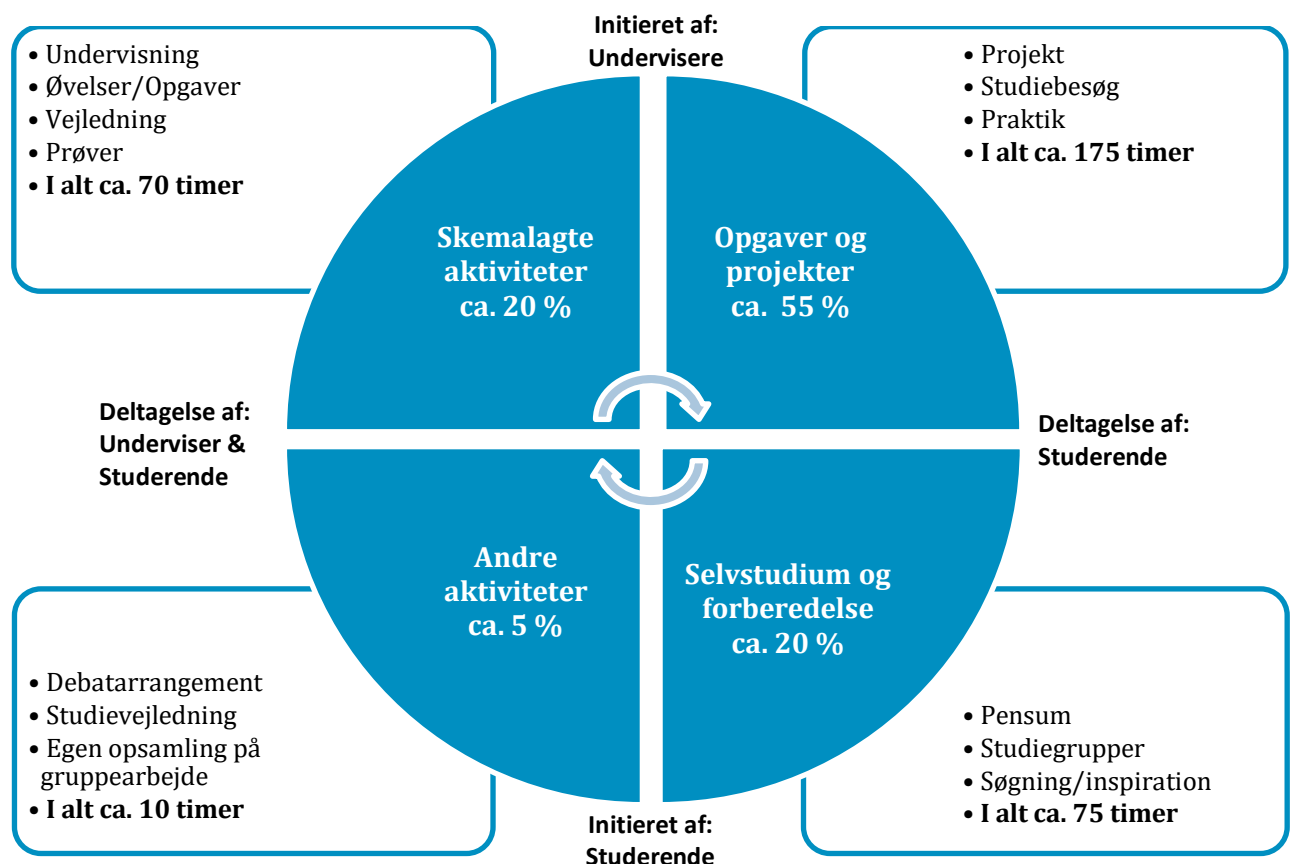 Initieret af:
Undervisere
• Undervisning
• Øvelser/Opgaver
• Vejledning
• Prøver
• I alt ca. 70 timer
• Projekt
• Studiebesøg
• Praktik
• I alt ca. 175 timer
Skemalagte
aktiviteter
ca. 20 %
Opgaver og
projekter
ca. 55 %
Deltagelse af:
Underviser &
Studerende
Deltagelse af:
Studerende
Andre
aktiviteter
ca. 5 %
Selvstudium og
forberedelse
ca. 20 %
• Debatarrangement
• Studievejledning
• Egen opsamling på
gruppearbejde
• I alt ca. 10 timer
• Pensum
• Studiegrupper
• Søgning/inspiration
• I alt ca. 75 timer
Initieret af:
Studerende